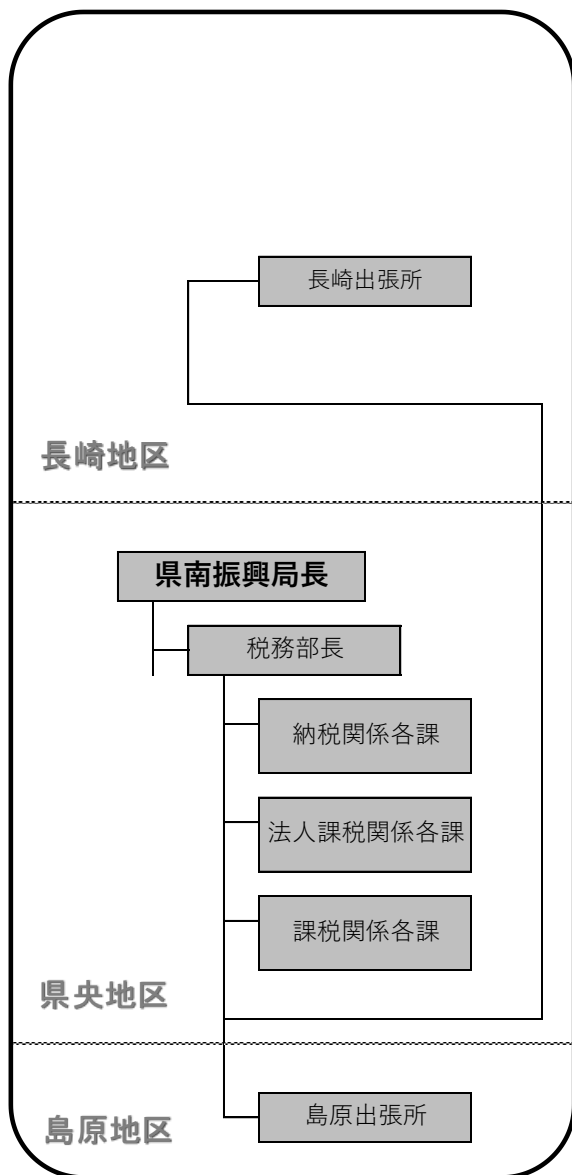 長崎出張所
長崎地区
県南振興局長
税務部長
納税関係各課
法人課税関係各課
課税関係各課
県央地区
島原出張所
島原地区